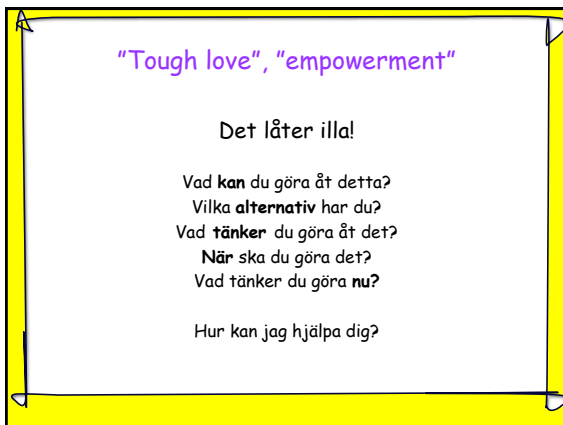 ”Tough love”, ”empowerment”
Det låter illa!
Vad kan du göra åt detta?
Vilka alternativ har du?
Vad tänker du göra åt det?
När ska du göra det?
Vad tänker du göra nu?
Hur kan jag hjälpa dig?